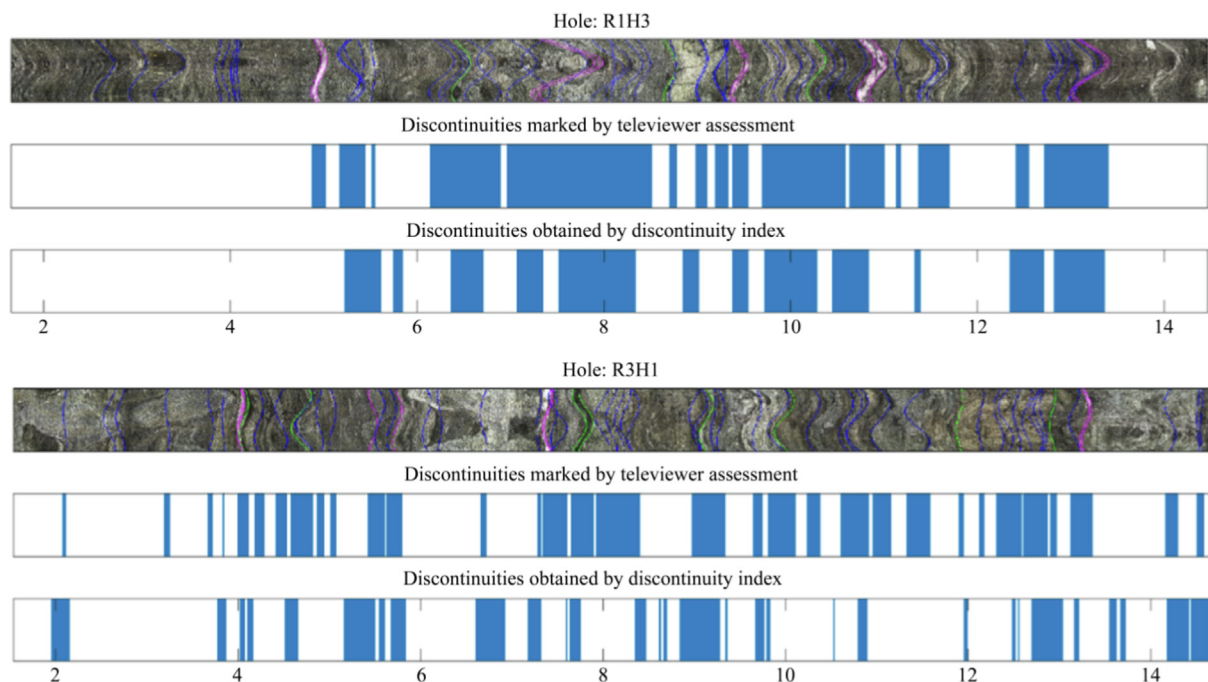 Hole: R1H3
Discontinuities marked by televiewer assessment
Discontinuities obtained by discontinuity index
2 4 6 8 10 12 14
Hole: R3H1
Discontinuities marked by televiewer assessment
Discontinuities obtained by discontinuity index
2 4 6 8 10 12 14